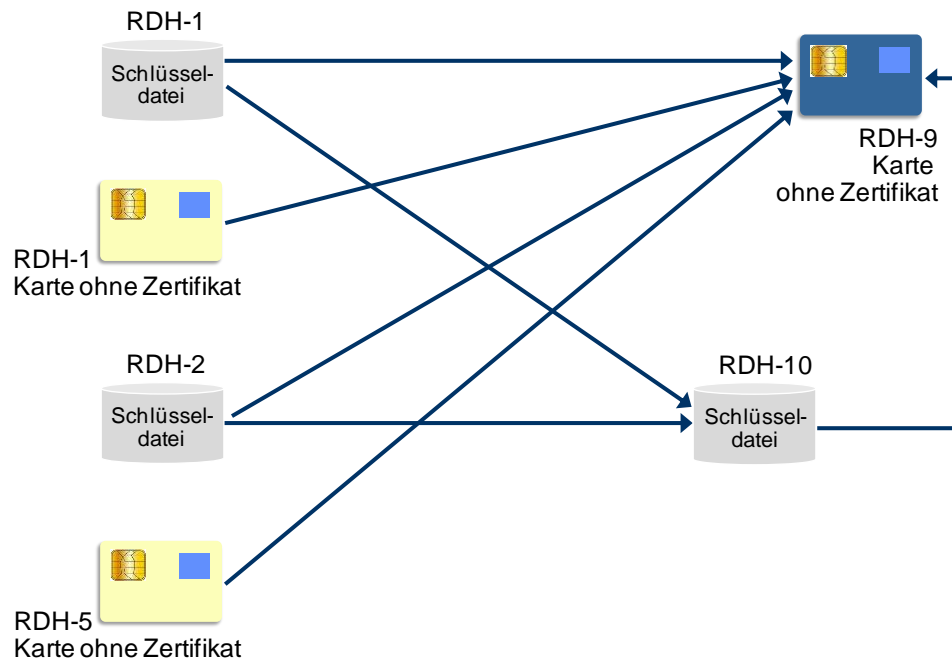 RDH-1
Schlüssel-
datei
RDH-9
Karte
ohne Zertifikat
RDH-1
Karte ohne Zertifikat
RDH-2
Schlüssel-
datei
RDH-10
Schlüssel-
datei
RDH-5
Karte ohne Zertifikat